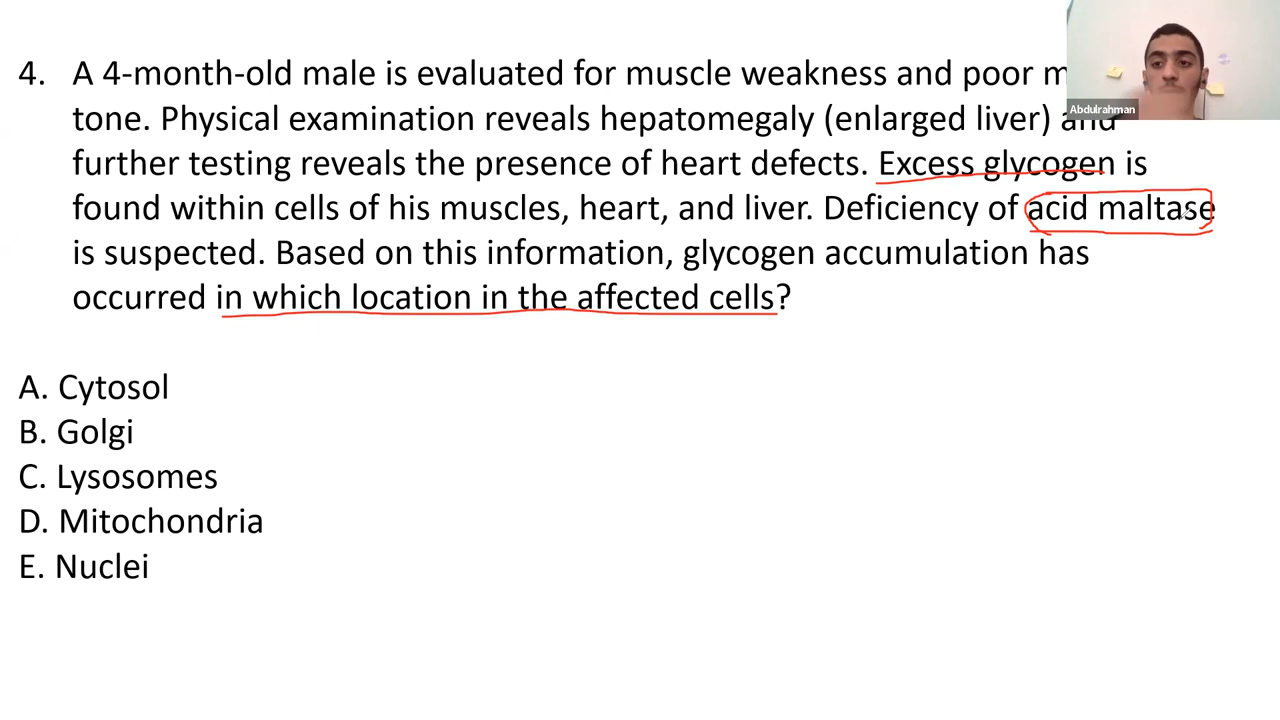 4. A 4-month-old male is evaluated for muscle weakness and poor
tone. Physical examination reveals hepatomegaly (enlarged liver) and
further testing reveals the presence of heart defects. Excess glycogen is
found within cells of his muscles, heart, and liver. Deficiency of acid maltase
is suspected. Based on this information, glycogen accumulation has
occurred in which location in the affected cells?
A. Cytosol
B. Golgi
C. Lysosomes
D. Mitochondria
E. Nuclei
Abdulrahman